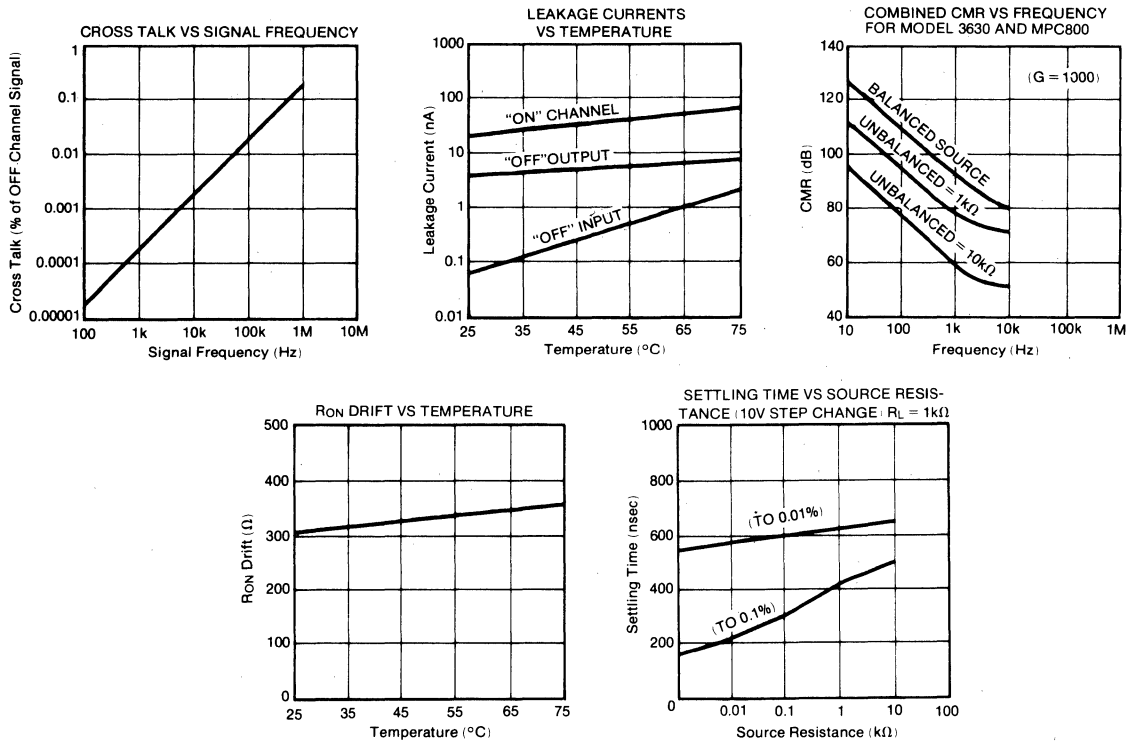 CROSS TALK VS SIGNAL FREQUENCY
Cross Talk (% of OFF Channel Signal)
1
0.1
0.01
0.001
0.0001
0.00001
100 1k 10k 100k 1M 10M
Signal Frequency (Hz)
LEAKAGE CURRENTS
VS TEMPERATURE
Leakage Current (nA)
1000
100
10
1
0.1
0.01
"ON" CHANNEL
"OFF" OUTPUT
"OFF" INPUT
25 35 45 55 65 75
Temperature (°C)
COMBINED CMR VS FREQUENCY
FOR MODEL 3630 AND MPC800
CMR (dB)
140
120
100
80
60
40
(G = 1000)
BALANCED SOURCE
UNBALANCED = 1kΩ
UNBALANCED = 10kΩ
10 100 1k 10k 100k 1M
Frequency (Hz)
RON DRIFT VS TEMPERATURE
RON Drift (Ω)
500
400
300
200
100
0
25 35 45 55 65 75
Temperature (°C)
SETTLING TIME VS SOURCE RESIS-
TANCE (10V STEP CHANGE) RL = 1kΩ
Settling Time (nsec)
1000
800
600
400
200
0
(TO 0.01%)
(TO 0.1%)
0.01 0.1 1 10 100
Source Resistance (kΩ)